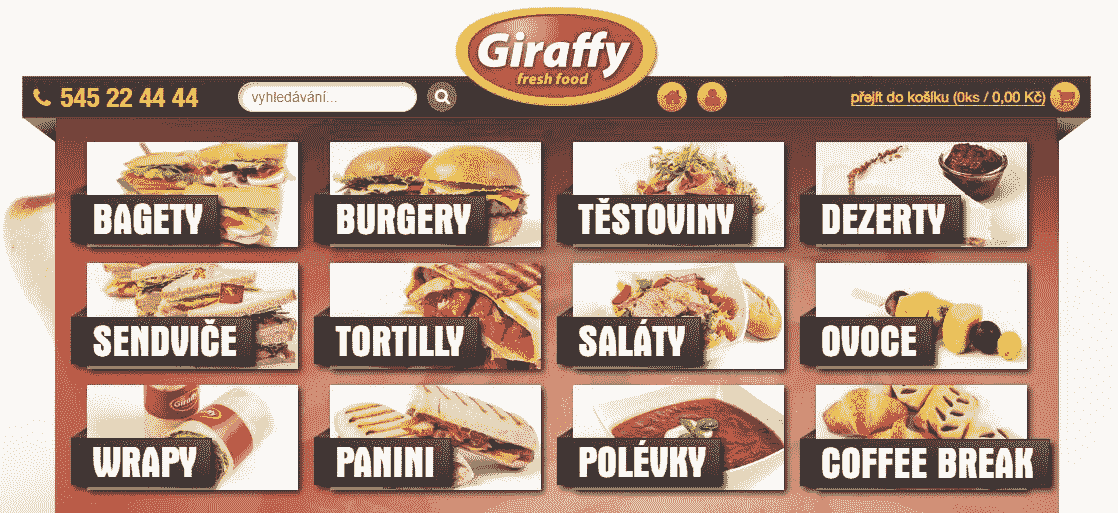 Giraffy
fresh food
545 22 44 44
vyhledávání...
přejít do košíku (0ks / 0,00 Kč)
BAGETY
BURGERY
TĚSTOVINY
DEZERTY
SENDVIČE
TORTILLY
SALÁTY
OVOCE
Giraffy
WRAPY
PANINI
POLÉVKY
COFFEE BREAK